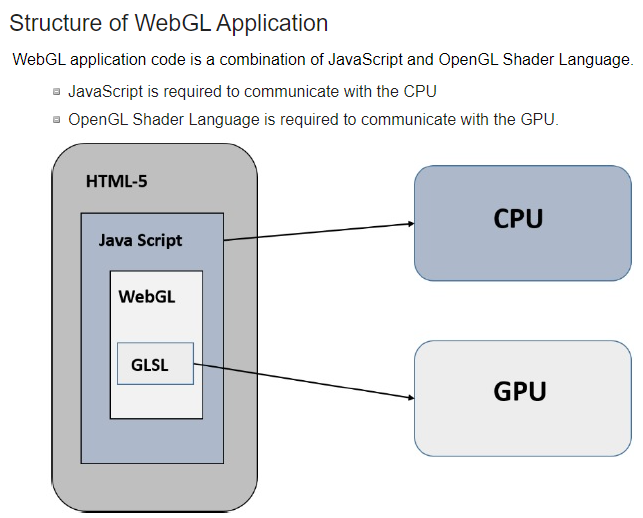 Structure of WebGL Application
WebGL application code is a combination of JavaScript and OpenGL Shader Language.
JavaScript is required to communicate with the CPU
OpenGL Shader Language is required to communicate with the GPU.
HTML-5
Java Script
WebGL
GLSL
CPU
GPU